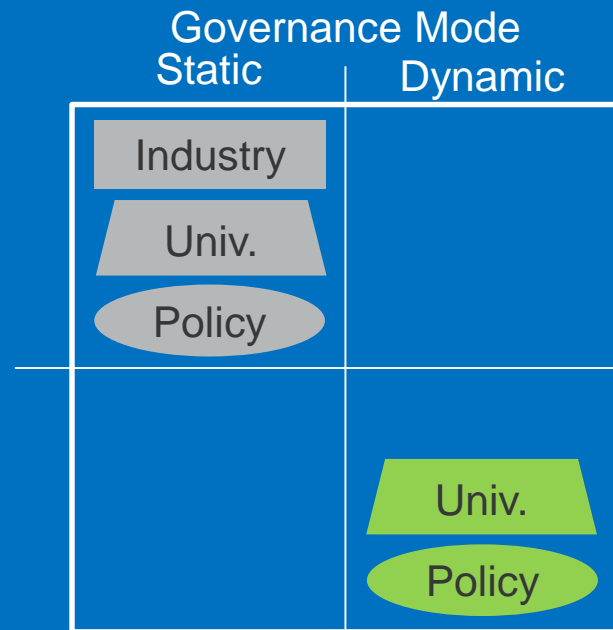 Governance Mode
Static
Dynamic
Industry
Univ.
Policy
Univ.
Policy